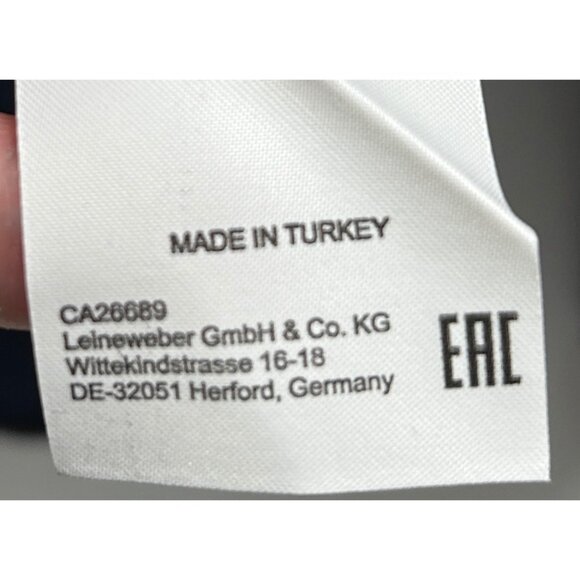 MADE IN TURKEY
CA26689
Leineweber GmbH & Co. KG
Wittekindstrasse 16-18
DE-32051 Herford, Germany
EAC